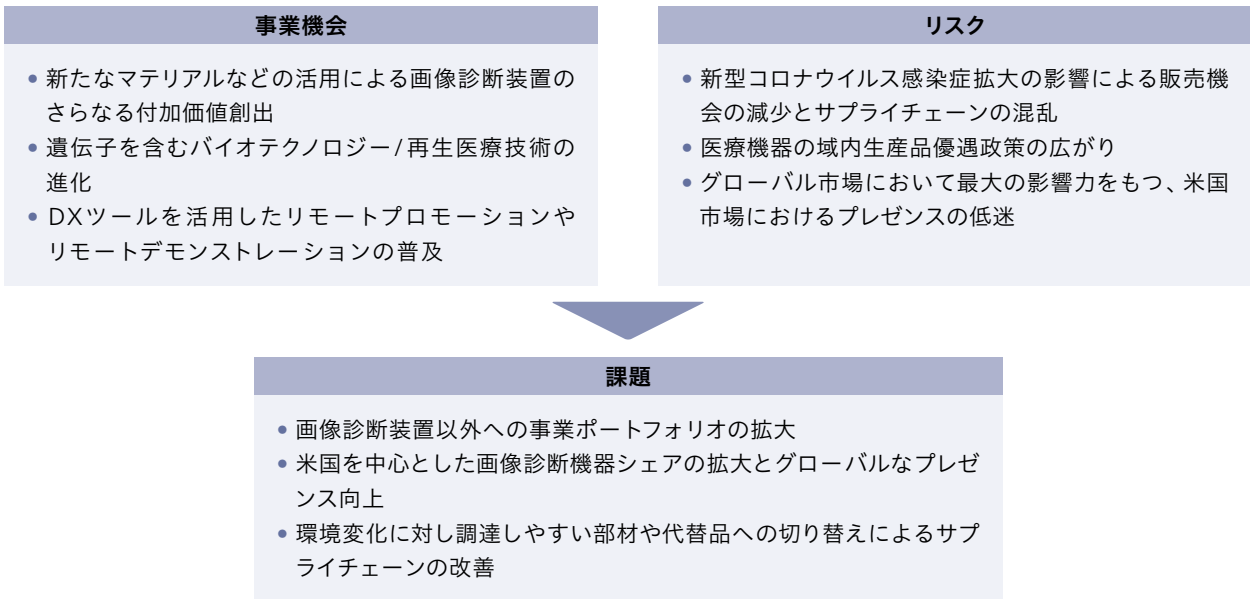 事業機会
• 新たなマテリアルなどの活用による画像診断装置の
さらなる付加価値創出
• 遺伝子を含むバイオテクノロジー/再生医療技術の
進化
• DXツールを活用したリモートプロモーションや
リモートデモンストレーションの普及
リスク
• 新型コロナウイルス感染症拡大の影響による販売機
会の減少とサプライチェーンの混乱
• 医療機器の域内生産品優遇政策の広がり
• グローバル市場において最大の影響力をもつ、米国
市場におけるプレゼンスの低迷
課題
• 画像診断装置以外への事業ポートフォリオの拡大
• 米国を中心とした画像診断機器シェアの拡大とグローバルなプレゼ
ンス向上
• 環境変化に対し調達しやすい部材や代替品への切り替えによるサプ
ライチェーンの改善